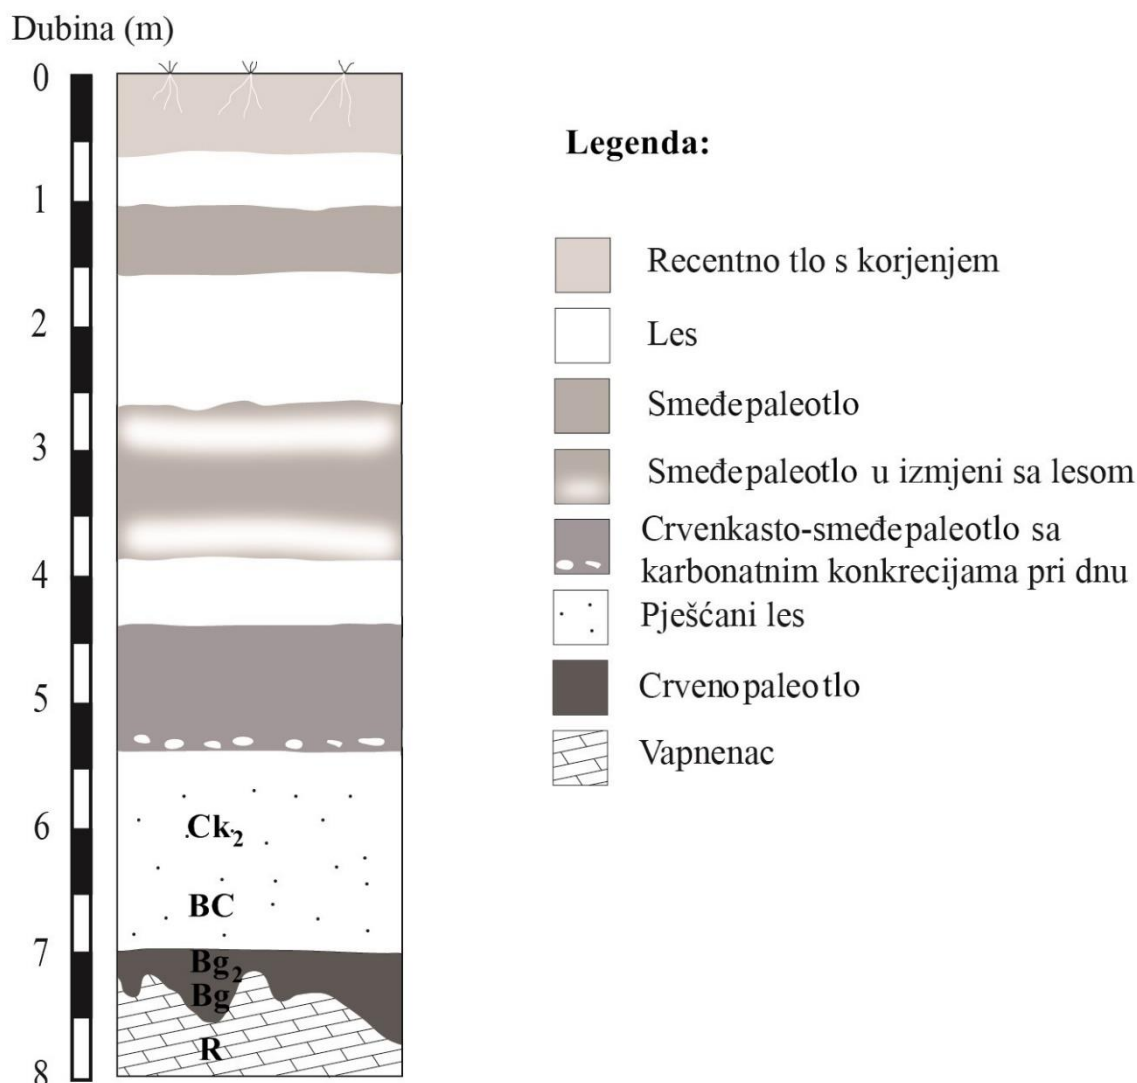 Dubina (m)
0
1
2
3
4
5
6
7
8
Ck2
BC
Bg2
Bg
R
Legenda:
Recentno tlo s korjenjem
Les
Smeđe paleotlo
Smeđe paleotlo u izmjeni sa lesom
Crvenkasto-smeđe paleotlo sa
karbonatnim konkrecijama pri dnu
Pješćani les
Crveno paleotlo
Vapnenac